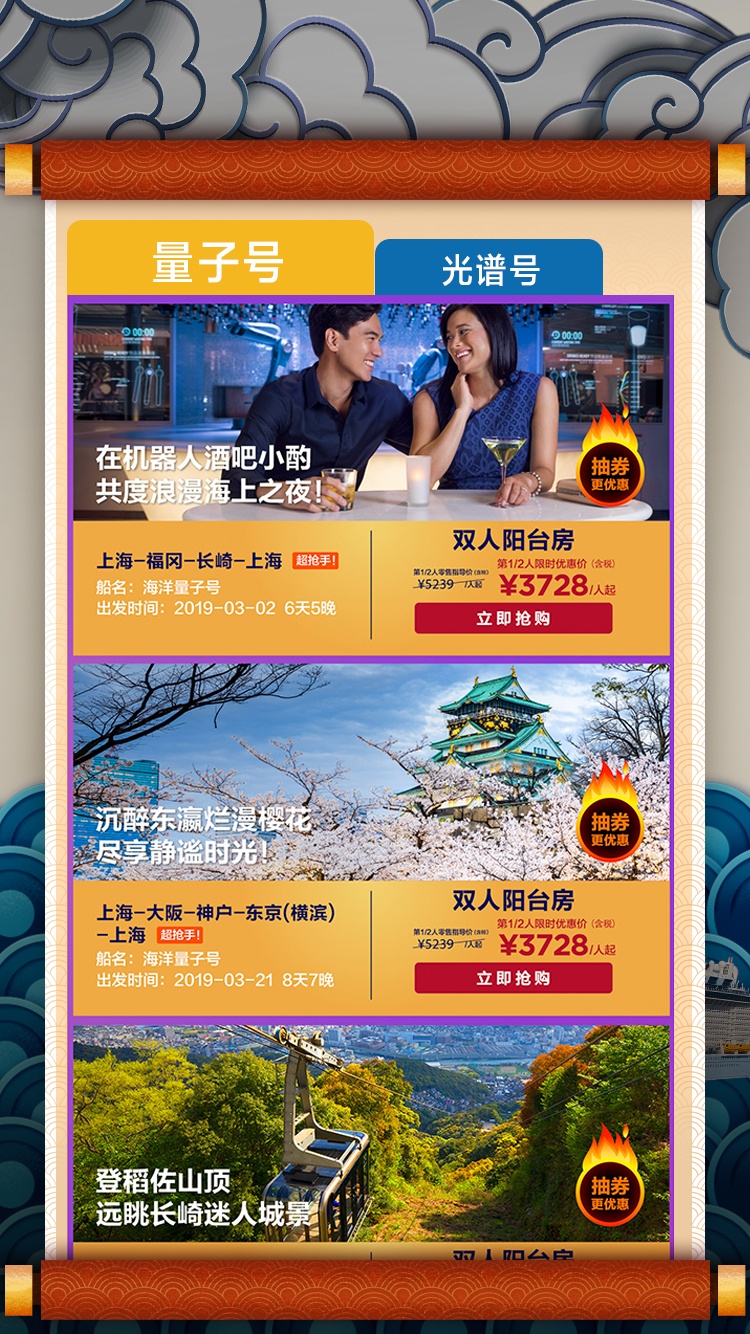 量子号
光谱号
00:00
00:00
在机器人酒吧小酌
共度浪漫海上之夜!
抽券
更优惠
上海-福冈-长崎-上海 超抢手!
船名：海洋量子号
出发时间：2019-03-02 6天5晚
双人阳台房
第1/2人零售指导价(含税)
¥5239 /人起
第1/2人限时优惠价(含税)
¥3728/人起
立即抢购
沉醉东瀛烂漫樱花
尽享静谧时光!
抽券
更优惠
上海-大阪-神户-东京(横滨)
-上海 超抢手!
船名：海洋量子号
出发时间：2019-03-21 8天7晚
双人阳台房
第1/2人零售指导价(含税)
¥5239 /人起
第1/2人限时优惠价(含税)
¥3728/人起
立即抢购
登稻佐山顶
远眺长崎迷人城景
抽券
更优惠
双人阳台房